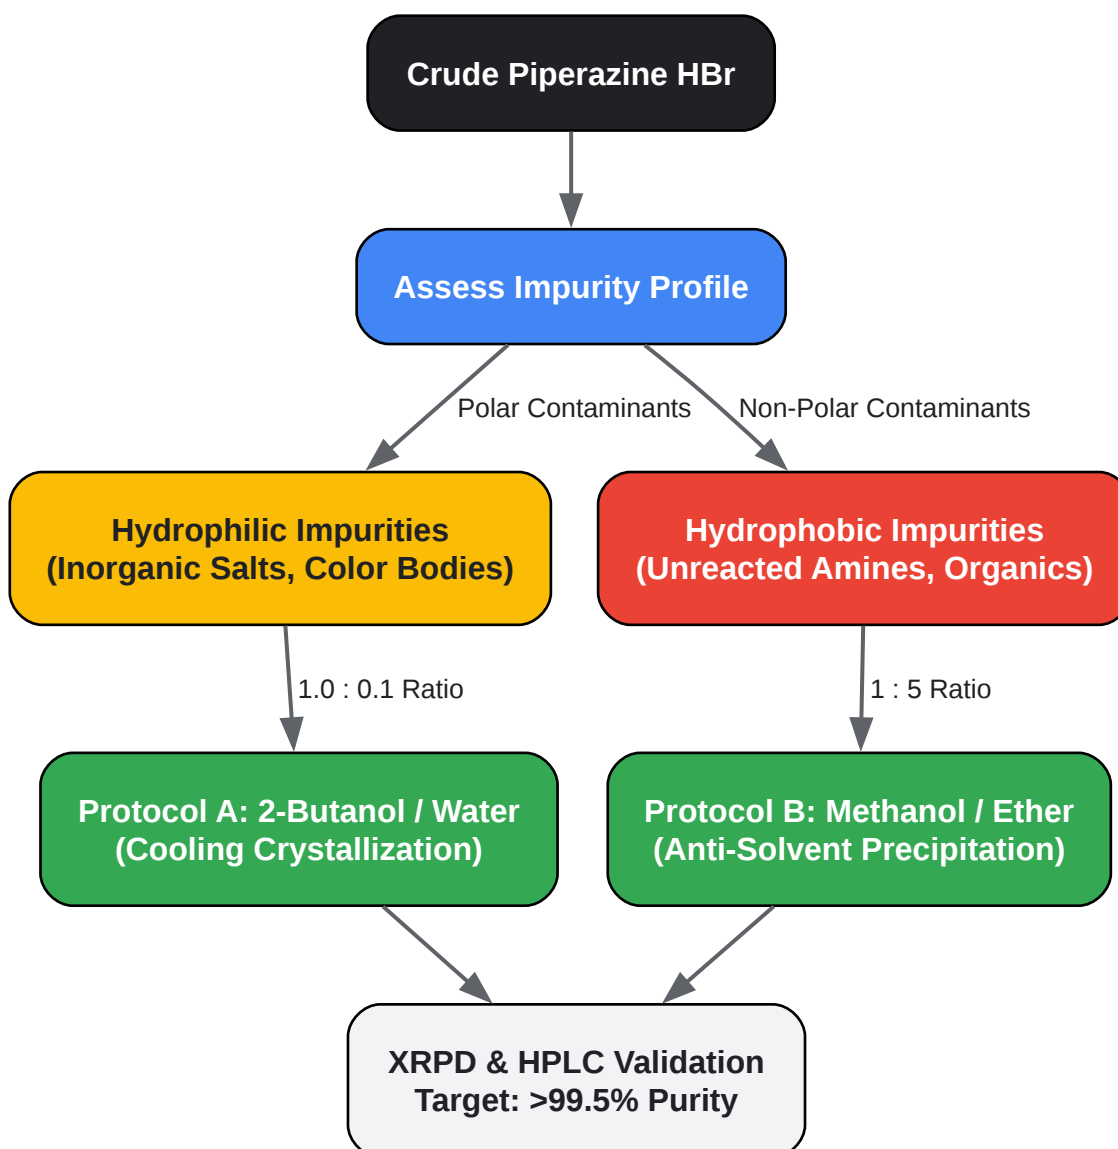 Crude Piperazine HBr
Assess Impurity Profile
Polar Contaminants
Non-Polar Contaminants
Hydrophilic Impurities
(Inorganic Salts, Color Bodies)
Hydrophobic Impurities
(Unreacted Amines, Organics)
1.0 : 0.1 Ratio
1 : 5 Ratio
Protocol A: 2-Butanol / Water
(Cooling Crystallization)
Protocol B: Methanol / Ether
(Anti-Solvent Precipitation)
XRPD & HPLC Validation
Target: >99.5% Purity